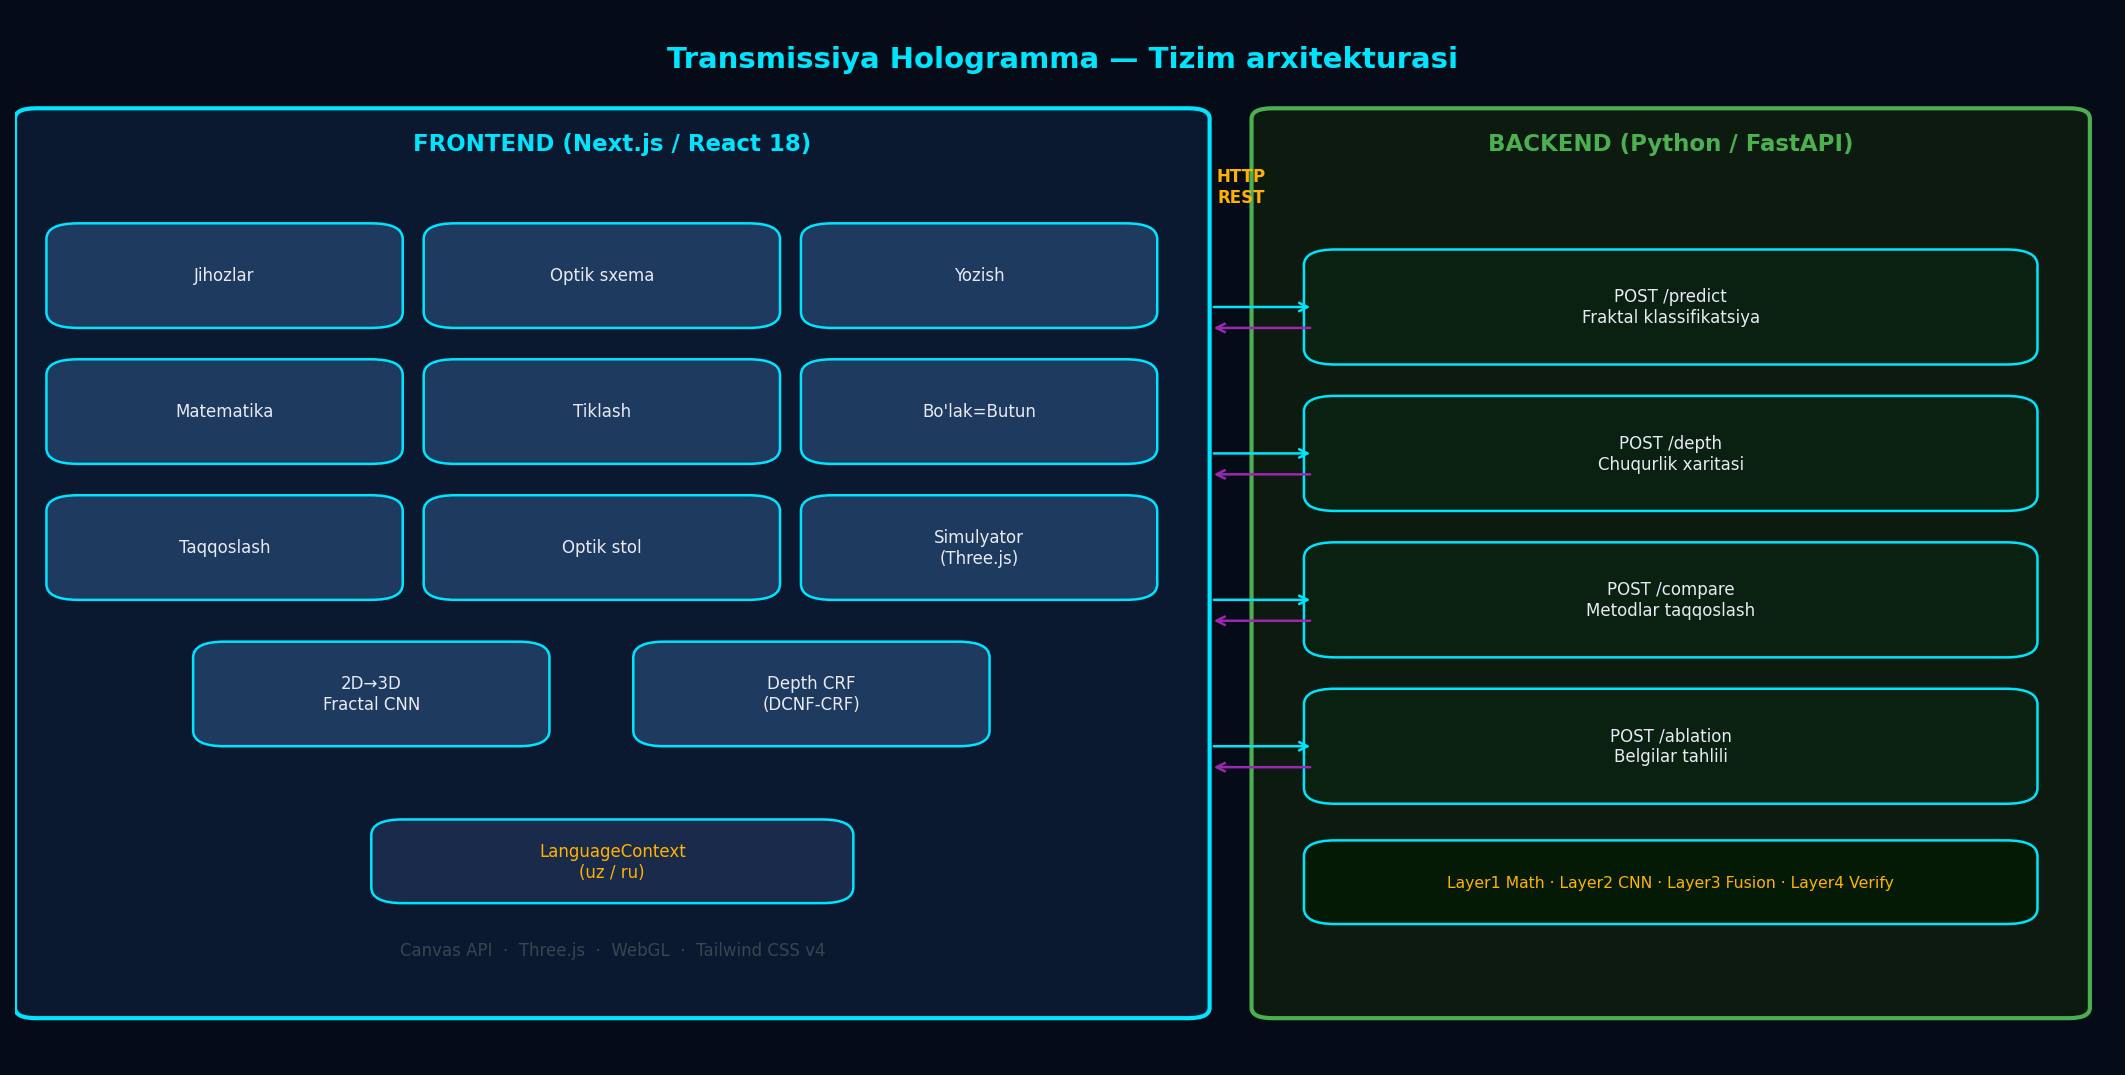 Transmissiya Hologramma — Tizim arxitekturasi
FRONTEND (Next.js / React 18)
Jihozlar
Optik sxema
Yozish
Matematika
Tiklash
Bo'lak=Butun
Taqqoslash
Optik stol
Simulyator
(Three.js)
2D→3D
Fractal CNN
Depth CRF
(DCNF-CRF)
LanguageContext
(uz / ru)
Canvas API · Three.js · WebGL · Tailwind CSS v4
HTTP
REST
BACKEND (Python / FastAPI)
POST /predict
Fraktal klassifikatsiya
POST /depth
Chuqurlik xaritasi
POST /compare
Metodlar taqqoslash
POST /ablation
Belgilar tahlili
Layer1 Math · Layer2 CNN · Layer3 Fusion · Layer4 Verify